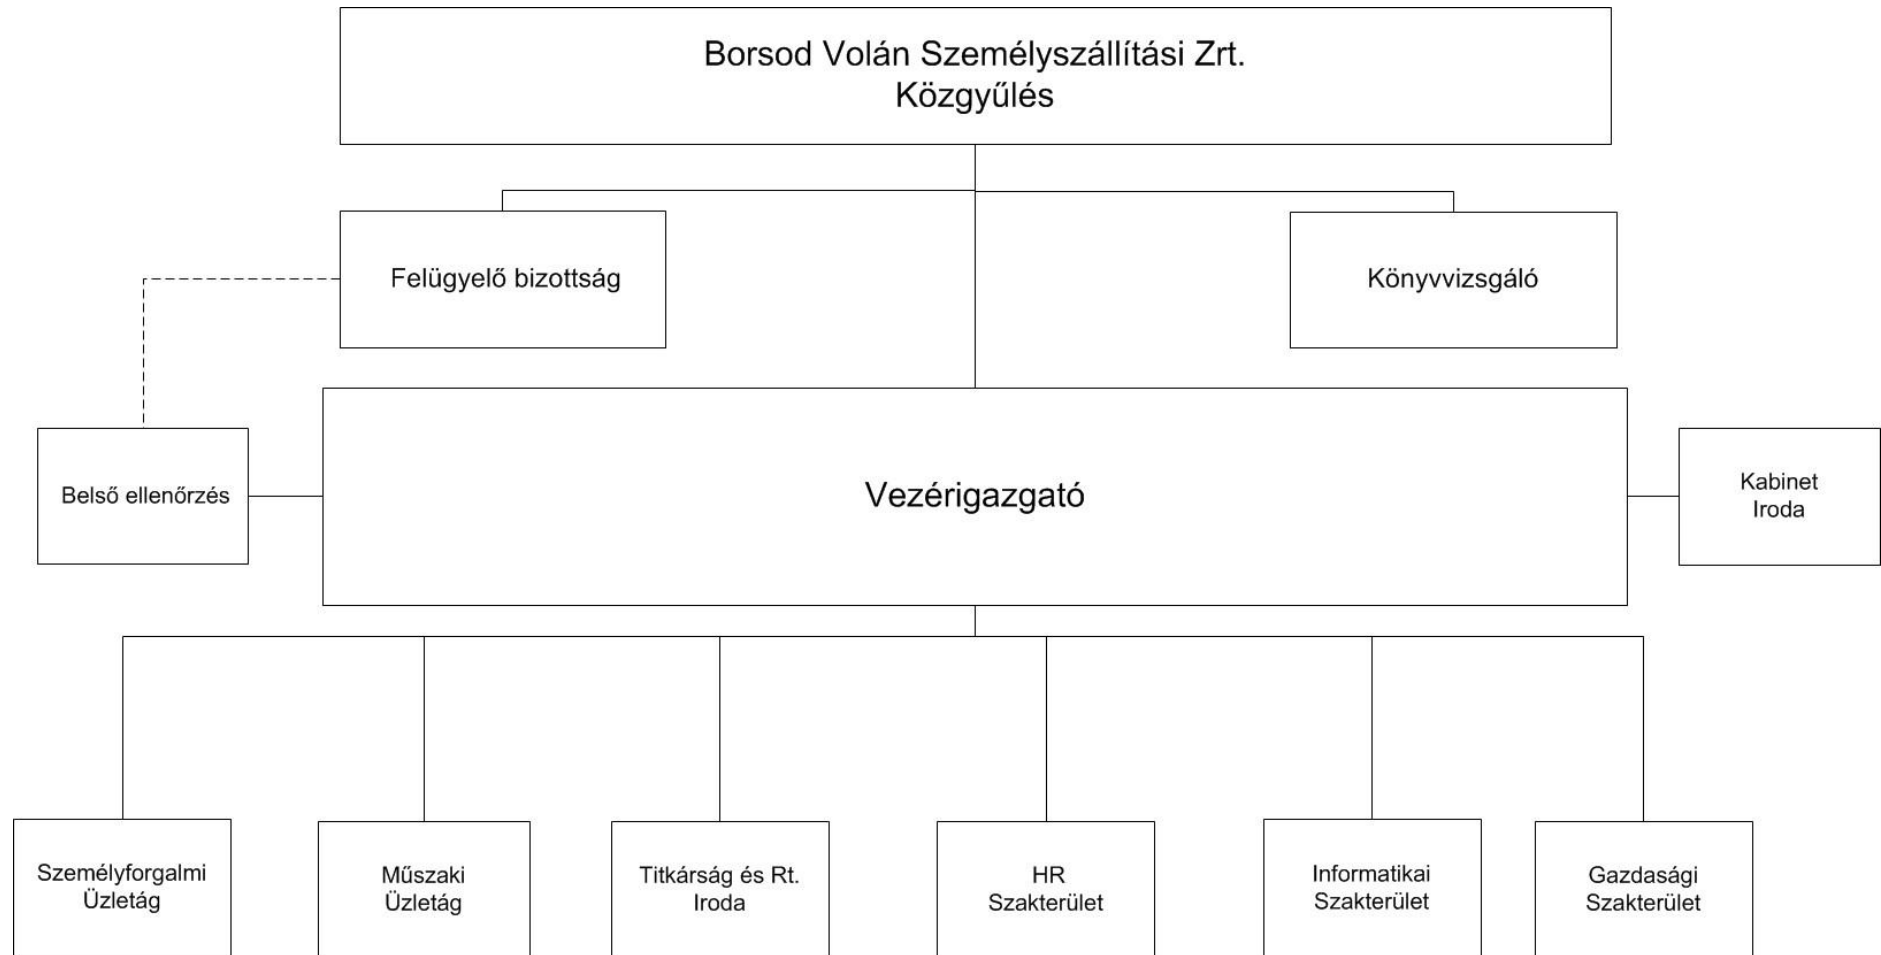 Borsod Volán Személyszállítási Zrt.
Közgyűlés
Felügyelő bizottság
Könyvvizsgáló
Belső ellenőrzés
Vezérigazgató
Kabinet
Iroda
Személyforgalmi
Üzletág
Műszaki
Üzletág
Titkárság és Rt.
Iroda
HR
Szakterület
Informatikai
Szakterület
Gazdasági
Szakterület